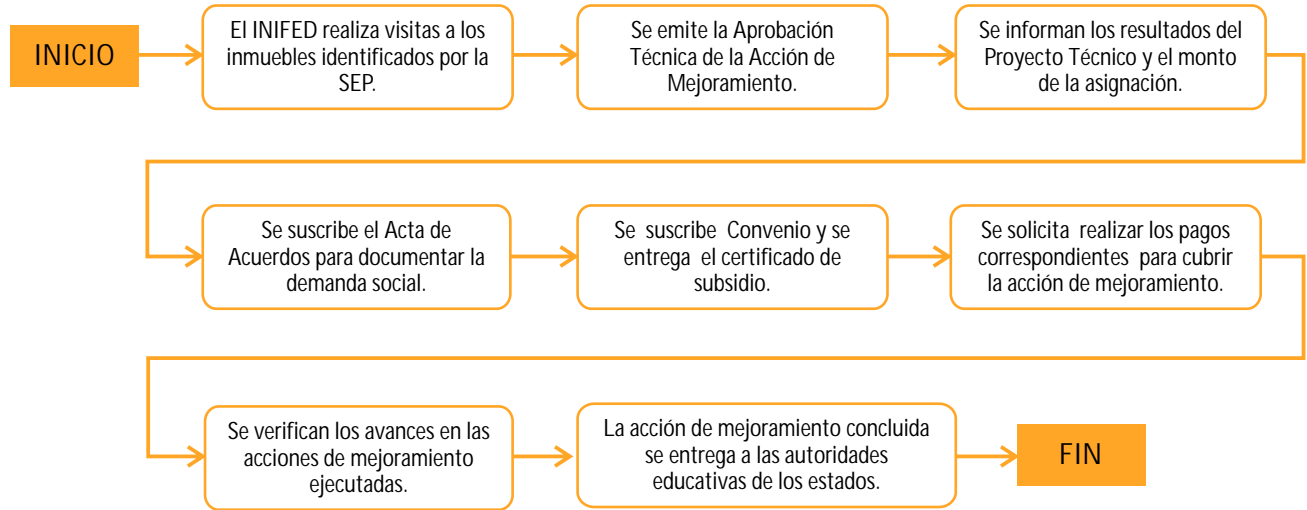 INICIO
El INIFED realiza visitas a los
inmuebles identificados por la
SEP.
Se emite la Aprobación
Técnica de la Acción de
Mejoramiento.
Se informan los resultados del
Proyecto Técnico y el monto
de la asignación.
Se suscribe el Acta de
Acuerdos para documentar la
demanda social.
Se suscribe Convenio y se
entrega el certificado de
subsidio.
Se solicita realizar los pagos
correspondientes para cubrir
la acción de mejoramiento.
Se verifican los avances en las
acciones de mejoramiento
ejecutadas.
La acción de mejoramiento concluida
se entrega a las autoridades
educativas de los estados.
FIN